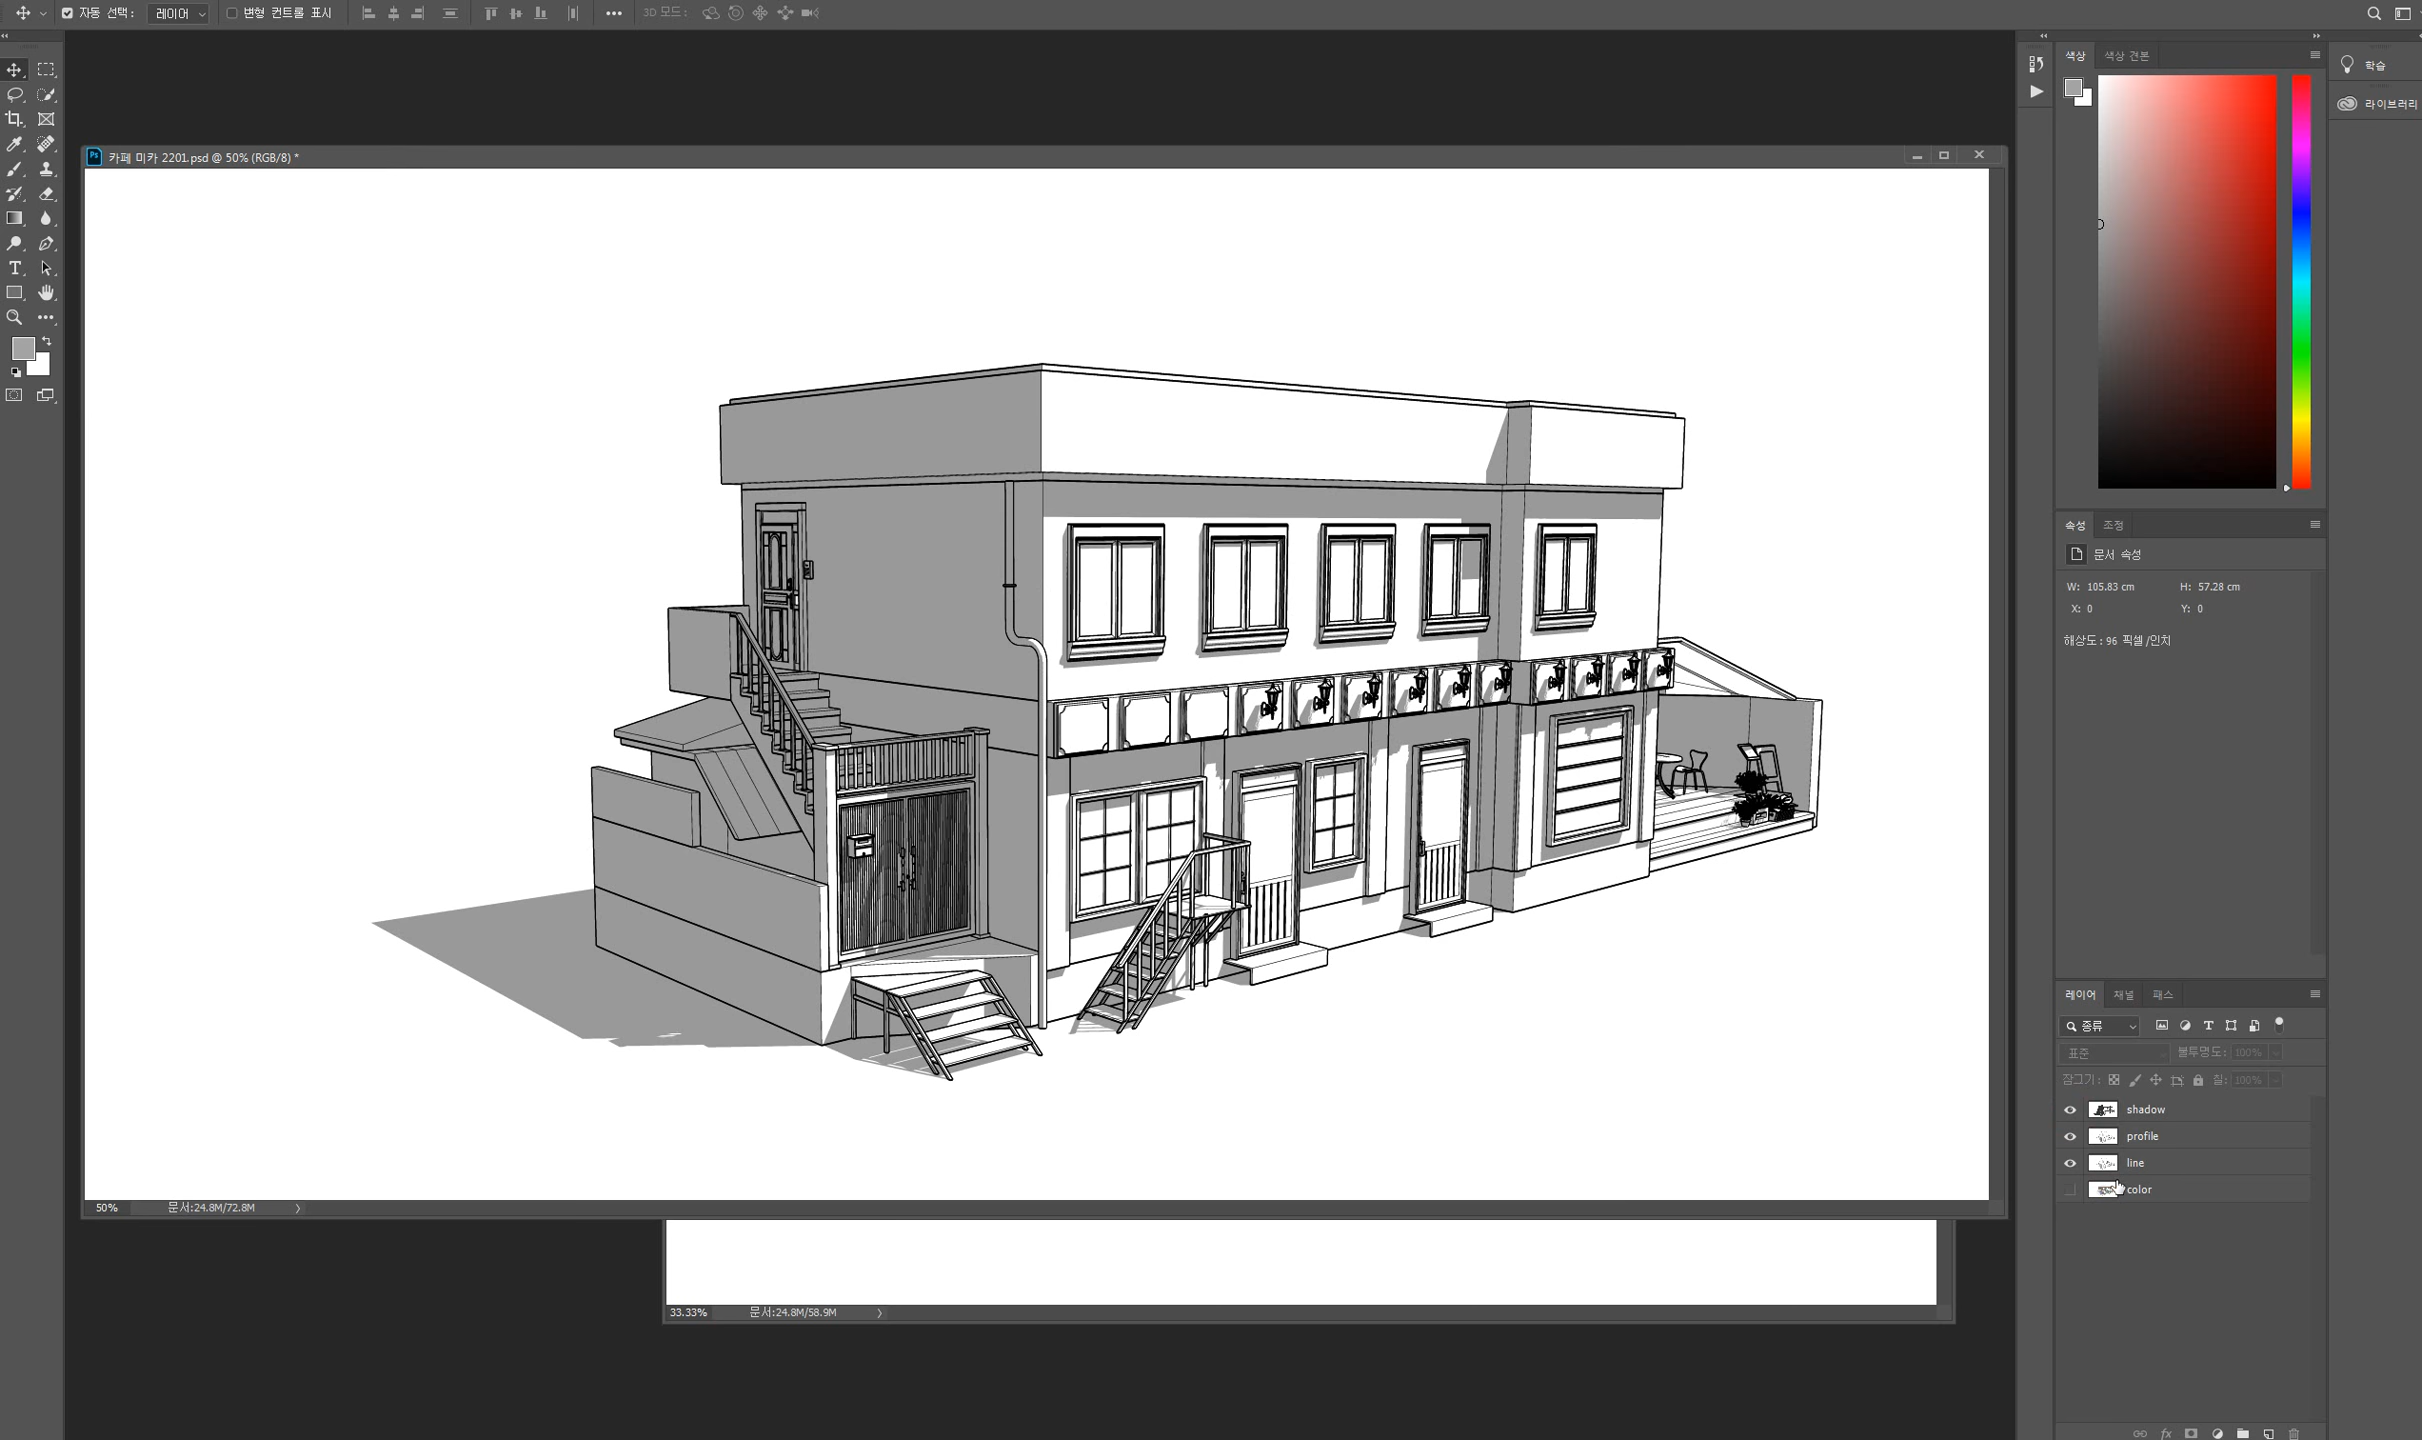 자동 선택: 레이어 변형 컨트롤 표시 3D 모드:
Ps 카페 미카 2201.psd @ 50% (RGB/8) *
색상 색상 견본
학습
라이브러리
속성 조정
문서 속성
W: 105.83 cm H: 57.28 cm
X: 0 Y: 0
해상도: 96 픽셀/인치
레이어 채널 패스
종류
표준 불투명도: 100%
잠그기: 칠: 100%
shadow
profile
line
color
50% 문서:24.8M/72.8M
33.33% 문서:24.8M/58.9M